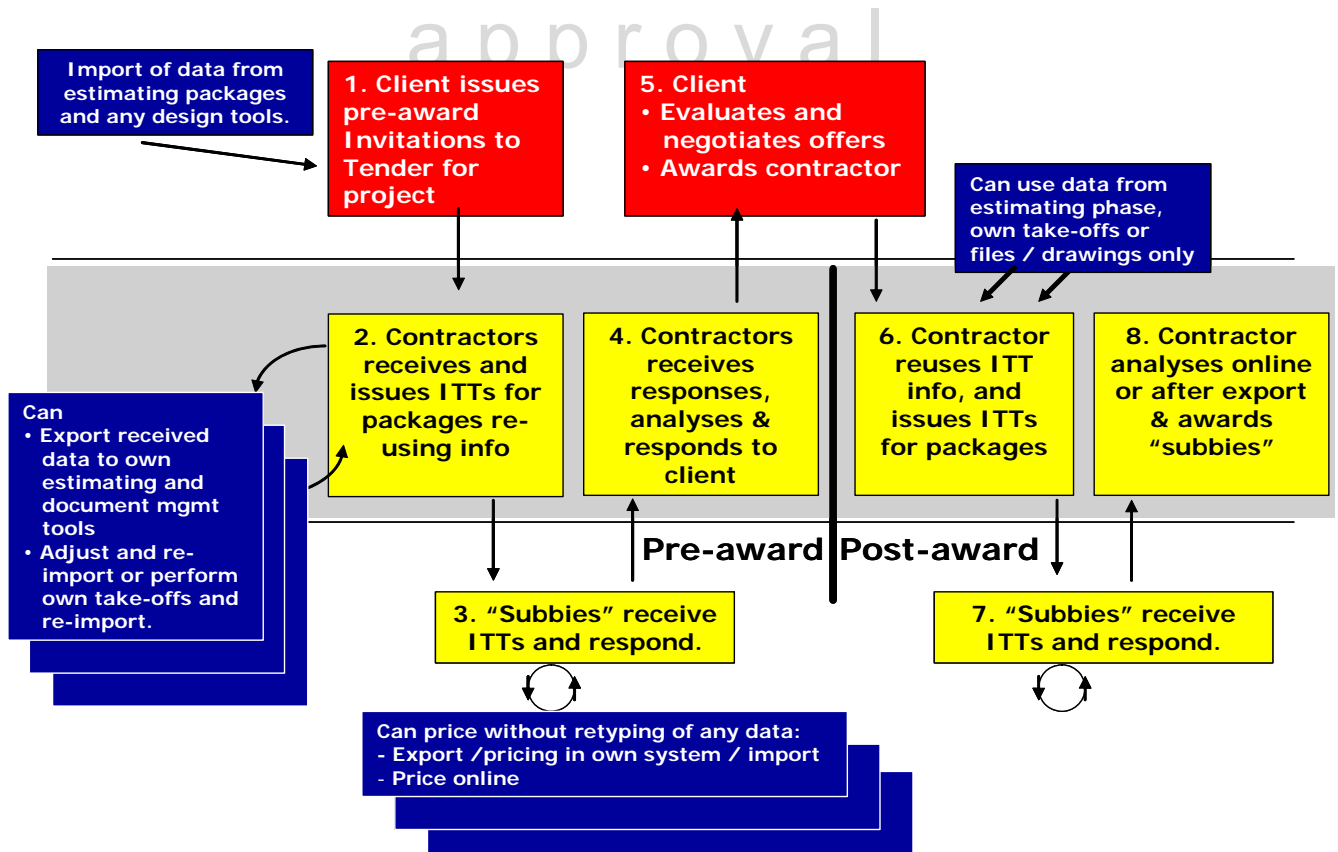 approval
Import of data from
estimating packages
and any design tools.
1. Client issues
pre-award
Invitations to
Tender for
project
5. Client
• Evaluates and
negotiates offers
• Awards contractor
Can use data from
estimating phase,
own take-offs or
files / drawings only
2. Contractors
receives and
issues ITTs for
packages re-
using info
4. Contractors
receives
responses,
analyses &
responds to
client
6. Contractor
reuses ITT
info, and
issues ITTs
for packages
8. Contractor
analyses online
or after export
& awards
“subbies”
Can
• Export received
data to own
estimating and
document mgmt
tools
• Adjust and re-
import or perform
own take-offs and
re-import.
Pre-award
Post-award
3. “Subbies” receive
ITTs and respond.
7. “Subbies” receive
ITTs and respond.
Can price without retyping of any data:
- Export /pricing in own system / import
- Price online